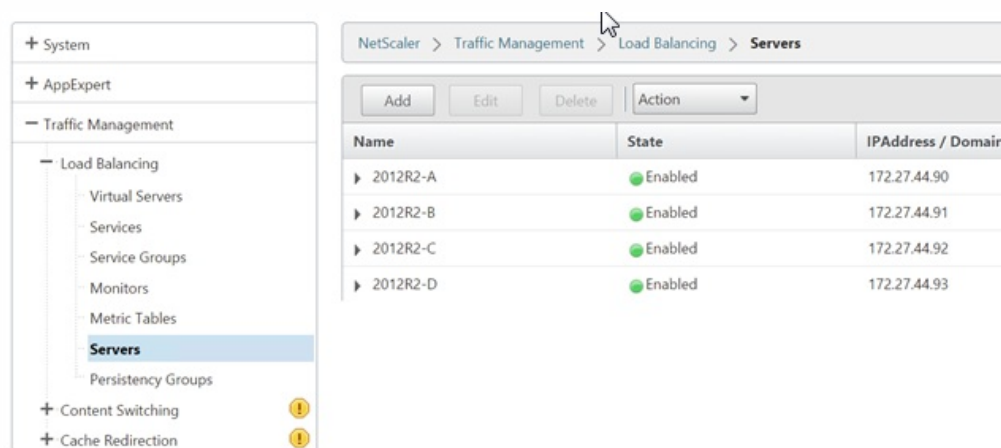 System
AppExpert
Traffic Management
Load Balancing
Virtual Servers
Services
Service Groups
Monitors
Metric Tables
Servers
Persistency Groups
Content Switching
Cache Redirection
NetScaler > Traffic Management > Load Balancing > Servers
Add Edit Delete Action
Name State IPAddress / Domain
2012R2-A Enabled 172.27.44.90
2012R2-B Enabled 172.27.44.91
2012R2-C Enabled 172.27.44.92
2012R2-D Enabled 172.27.44.93